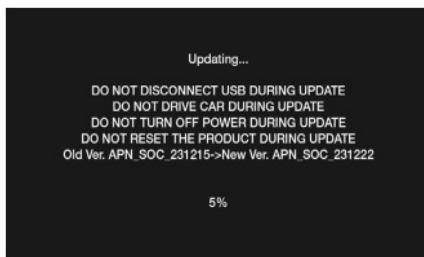 Updating...
DO NOT DISCONNECT USB DURING UPDATE
DO NOT DRIVE CAR DURING UPDATE
DO NOT TURN OFF POWER DURING UPDATE
DO NOT RESET THE PRODUCT DURING UPDATE
Old Ver. APN_SOC_231215->New Ver. APN_SOC_231222
5%